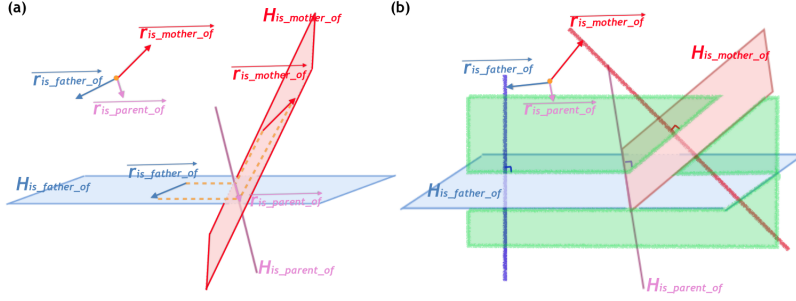 (a)
H is_mother_of
r is_mother_of
r is_father_of
r is_mother_of
r is_parent_of
r is_father_of
H is_father_of
r is_parent_of
H is_parent_of
(b)
r is_mother_of
H is_mother_of
r is_father_of
r is_parent_of
H is_father_of
H is_parent_of